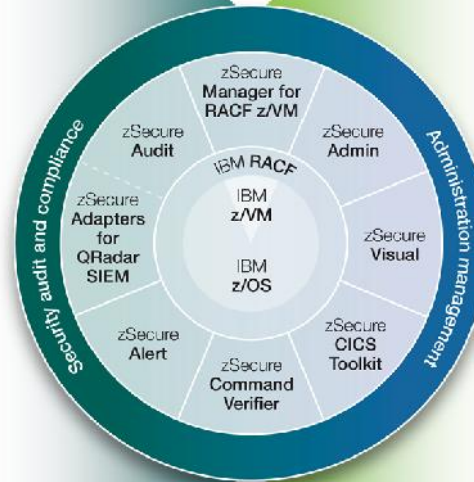 zSecure
Manager for
RACF z/VM
zSecure
Admin
zSecure
Visual
zSecure
CICS
Toolkit
zSecure
Command
Verifier
zSecure
Alert
zSecure
Adapters
for
QRadar
SIEM
zSecure
Audit
IBM RACF
IBM
z/VM
IBM
z/OS
Security audit and compliance
Administration management